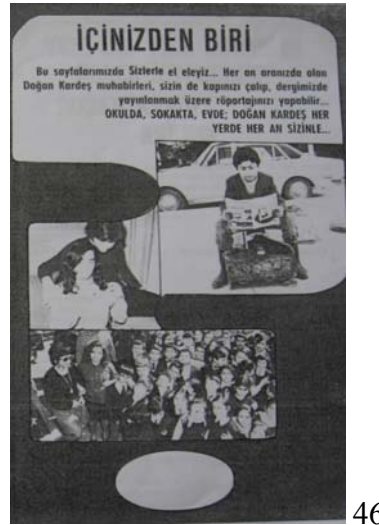 İÇİNİZDEN BİRİ
Bu sayfalarımızda Sizlerle el eleyiz... Her an aranızda olan
Doğan Kardeş muhabirleri, sizin de kapınızı çalıp, dergimizde
yayınlanmak üzere röportajınızı yapabilir...
OKULDA, SOKAKTA, EVDE; DOĞAN KARDEŞ HER
YERDE HER AN SİZİNLE...
46